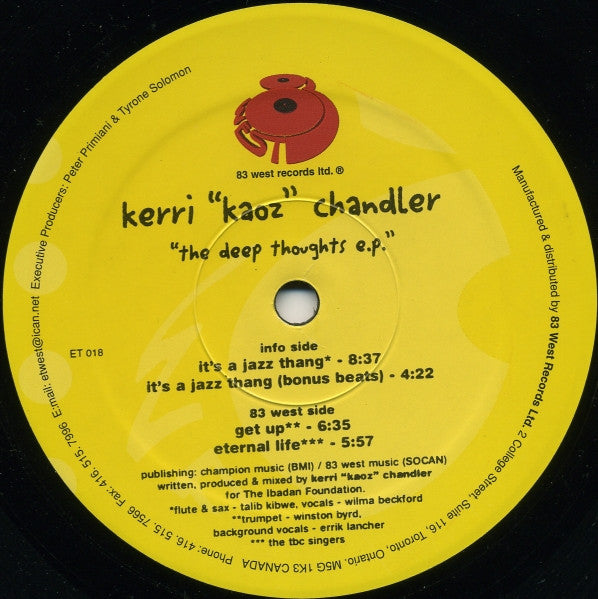 83 west records ltd. ®
kerri "kaoz" chandler
"the deep thoughts e.p."
ET 018
info side
it's a jazz thang* - 8:37
it's a jazz thang (bonus beats) - 4:22
83 west side
get up** - 6:35
eternal life*** - 5:57
publishing: champion music (BMI) / 83 west music (SOCAN)
written, produced & mixed by kerri "kaoz" chandler
for The Ibadan Foundation.
*flute & sax - talib kibwe, vocals - wilma beckford
**trumpet - winston byrd,
background vocals - errik lancher
*** the tbc singers
Manufactured & distributed by 83 West Records Ltd. 2 College Street, Suite 116, Toronto, Ontario. M5G 1K3 CANADA Phone: 416. 515. 7566 Fax: 416. 515. 7996 E:mail: etwest@ican.net Executive Producers: Peter Primiani & Tyrone Solomon